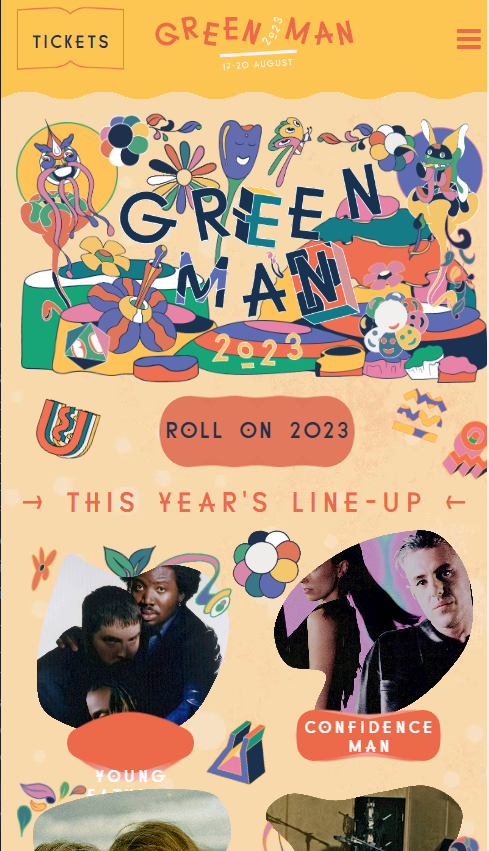 TICKETS
GREEN MAN
2023
17-20 AUGUST
GREEN
MAN
2023
ROLL ON 2023
→ THIS YEAR'S LINE-UP ←
CONFIDENCE
MAN
YOUNG